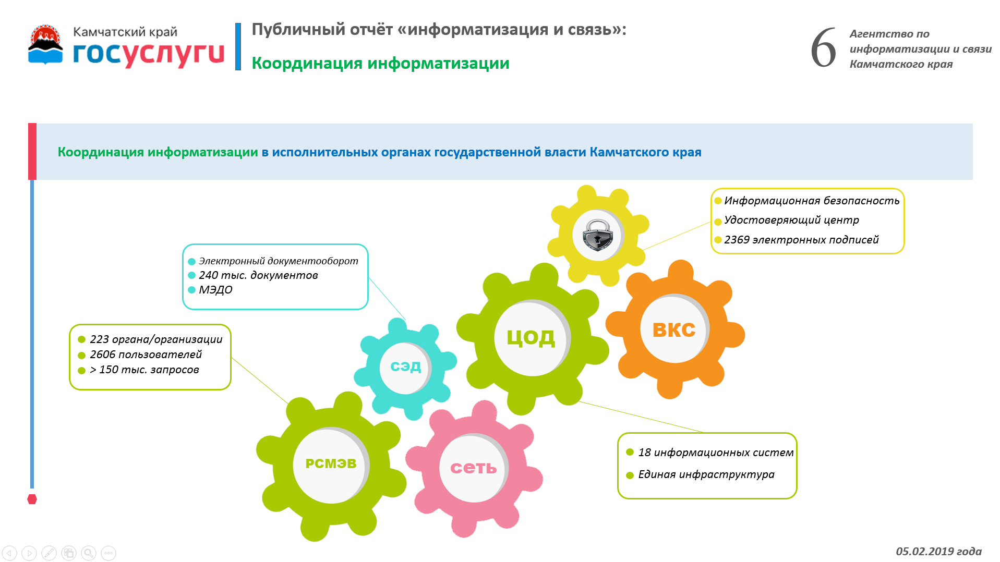 Камчатский край
госуслуги
Публичный отчёт «информатизация и связь»:
Координация информатизации
6
Агентство по
информатизации и связи
Камчатского края
Координация информатизации в исполнительных органах государственной власти Камчатского края
Информационная безопасность
Удостоверяющий центр
2369 электронных подписей
Электронный документооборот
240 тыс. документов
МЭДО
223 органа/организации
2606 пользователей
> 150 тыс. запросов
ЦОД
ВКС
СЭД
РСМЭВ
сеть
18 информационных систем
Единая инфраструктура
05.02.2019 года